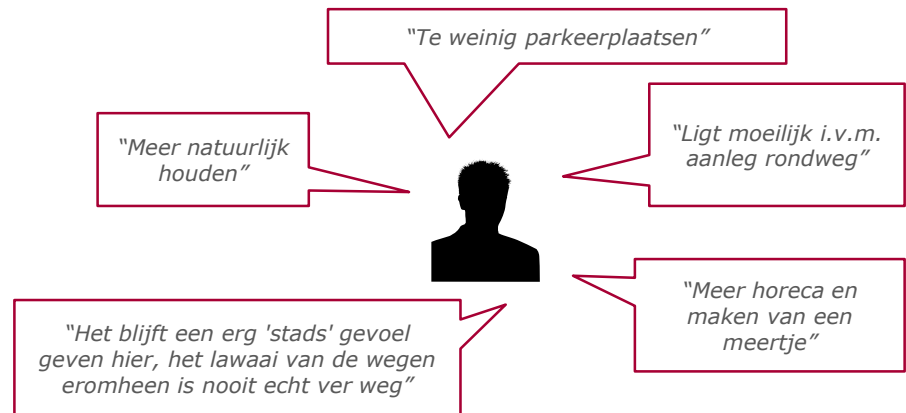 “Te weinig parkeerplaatsen”
“Meer natuurlijk
houden”
“Ligt moeilijk i.v.m.
aanleg rondweg”
“Meer horeca en
maken van een
meertje”
“Het blijft een erg 'stads' gevoel
geven hier, het lawaai van de wegen
eromheen is nooit echt ver weg”